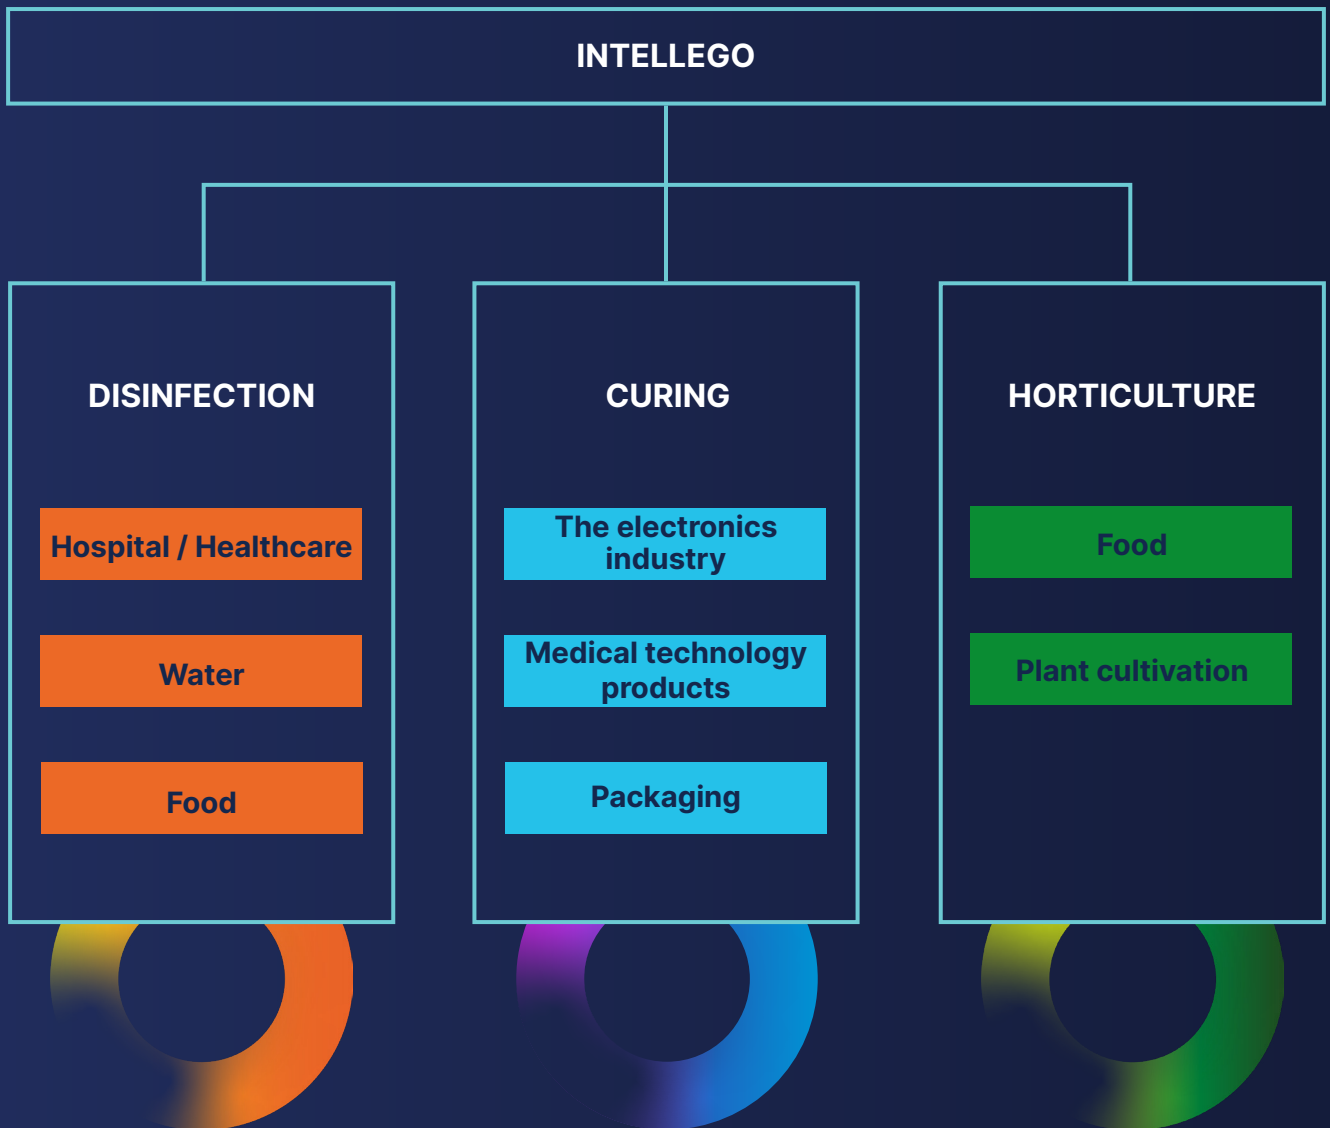 INTELLEGO
DISINFECTION
Hospital / Healthcare
Water
Food
CURING
The electronics
industry
Medical technology
products
Packaging
HORTICULTURE
Food
Plant cultivation